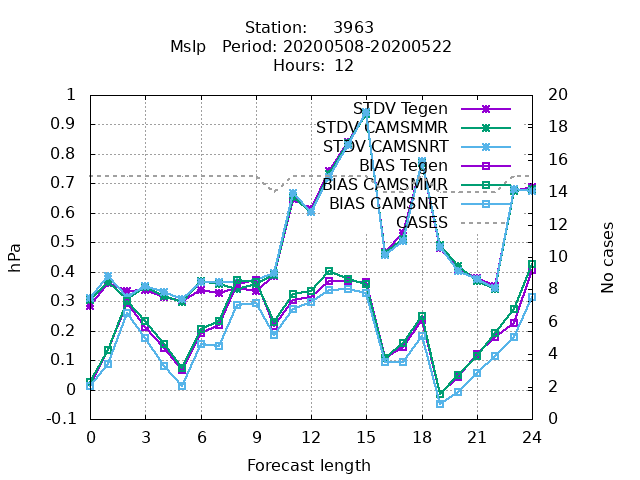 Station: 3963
Mslp Period: 20200508-20200522
Hours: 12
1
0.9
0.8
0.7
0.6
0.5
0.4
0.3
0.2
0.1
0
-0.1
hPa
20
18
16
14
12
10
8
6
4
2
0
No cases
STDV Tegen
STDV CAMSMMR
STDV CAMSNRT
BIAS Tegen
BIAS CAMSMMR
BIAS CAMSNRT
CASES
0 3 6 9 12 15 18 21 24
Forecast length